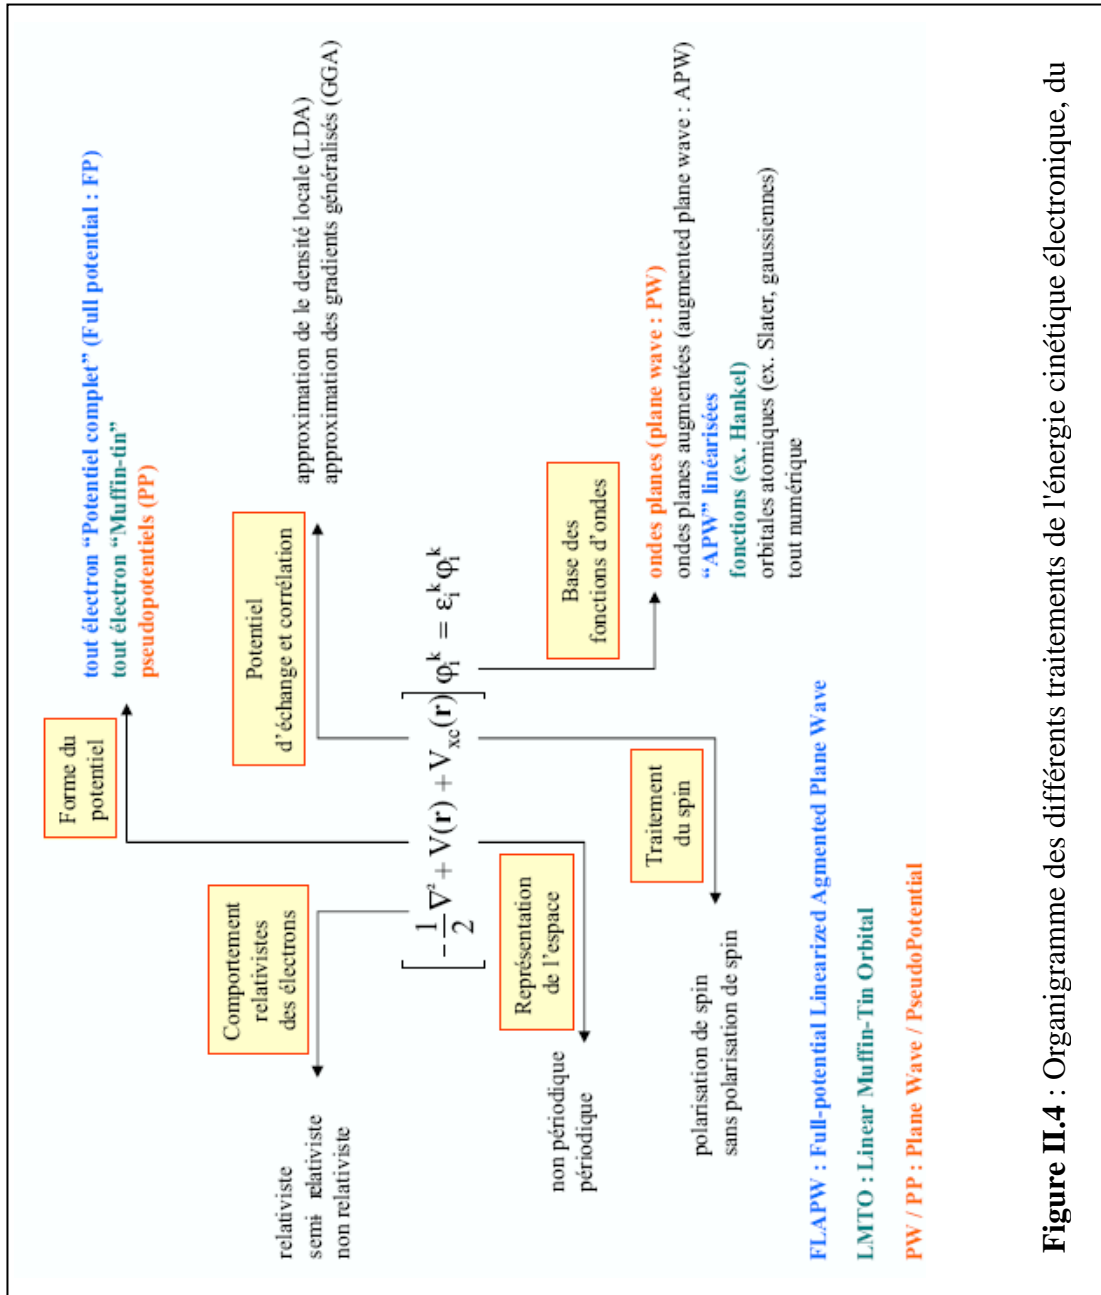 Forme du
potentiel
tout électron “Potentiel complet” (Full potential : FP)
tout électron “Muffin-tin”
pseudopotentiels (PP)
Comportement
relativistes
des électrons
relativiste
semi- relativiste
non relativiste
Potentiel
d’échange et corrélation
approximation de le densité locale (LDA)
approximation des gradients généralisés (GGA)
[ -1/2 ∇² + V(r) + Vxc(r) ] φi^k = εi^k φi^k
Représentation
de l’espace
non périodique
périodique
Base des
fonctions d’ondes
ondes planes (plane wave : PW)
ondes planes augmentées (augmented plane wave : APW)
“APW” linéarisées
fonctions (ex. Hankel)
orbitales atomiques (ex. Slater, gaussiennes)
tout numérique
Traitement
du spin
polarisation de spin
sans polarisation de spin
FLAPW : Full-potential Linearized Agmented Plane Wave
LMTO : Linear Muffin-Tin Orbital
PW / PP : Plane Wave / PseudoPotential
Figure II.4 : Organigramme des différents traitements de l'énergie cinétique électronique, du